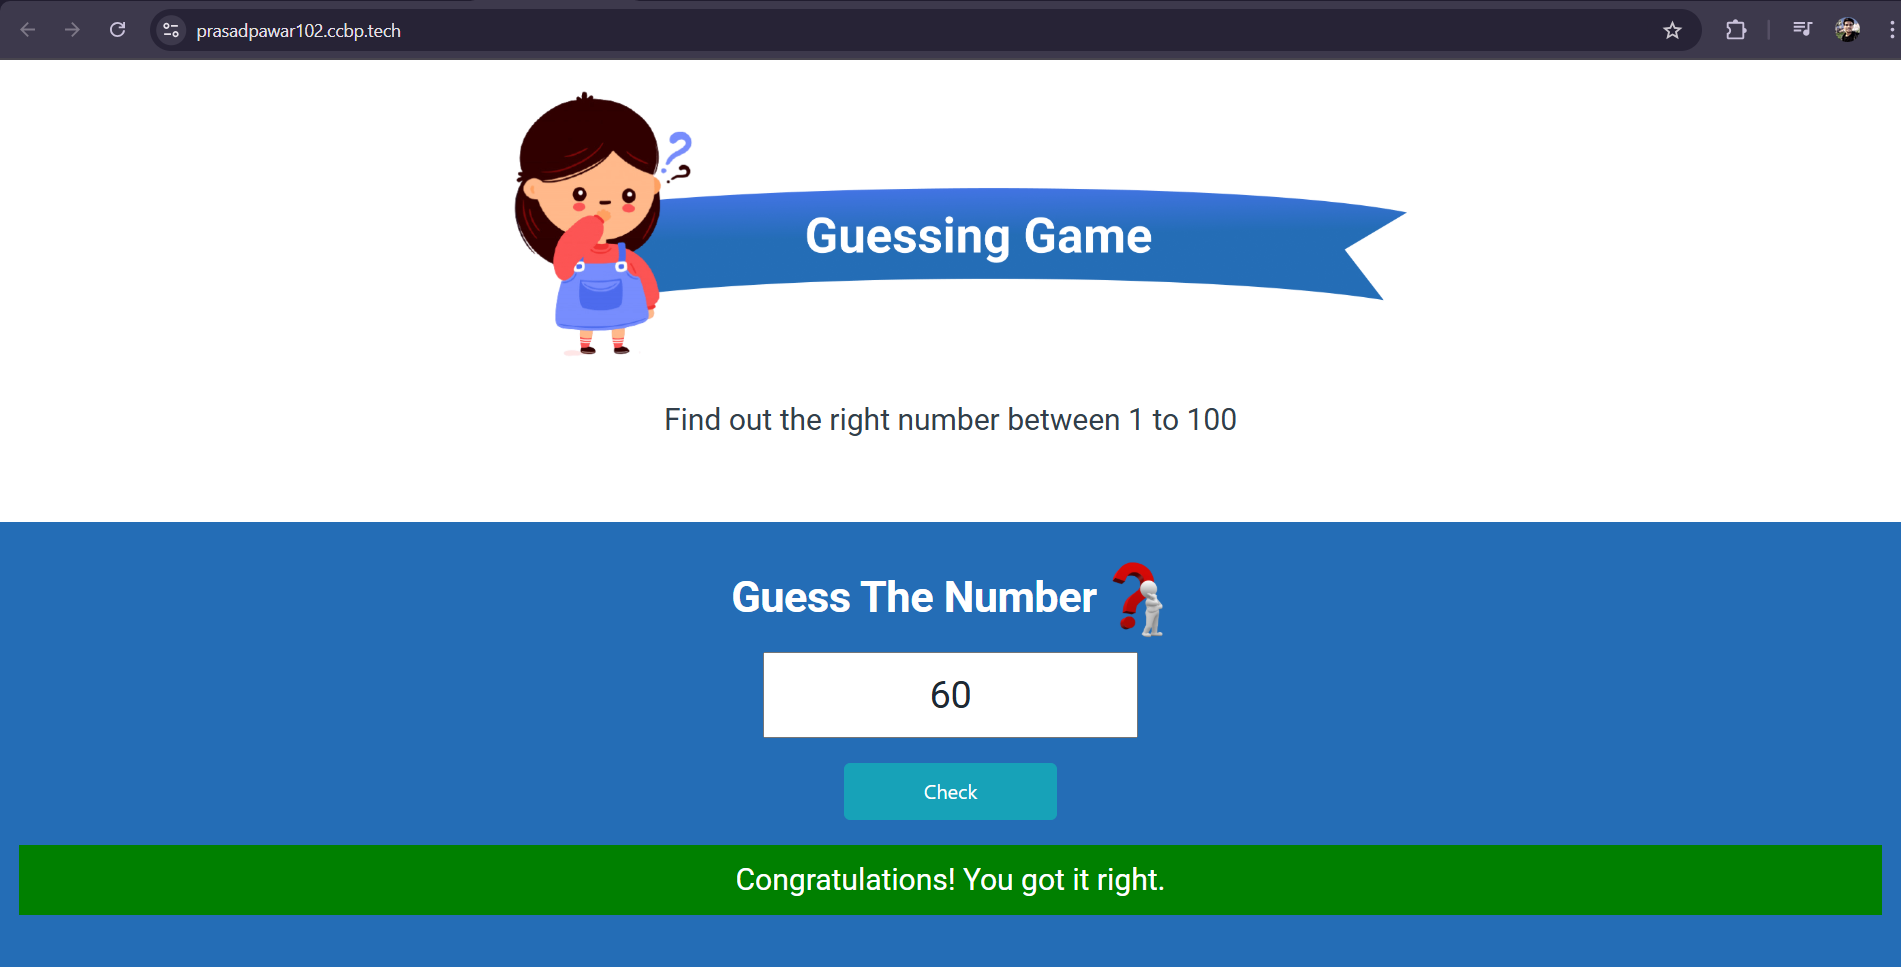 prasadpawar102.ccbp.tech
??
Guessing Game
Find out the right number between 1 to 100
Guess The Number ?
60
Check
Congratulations! You got it right.